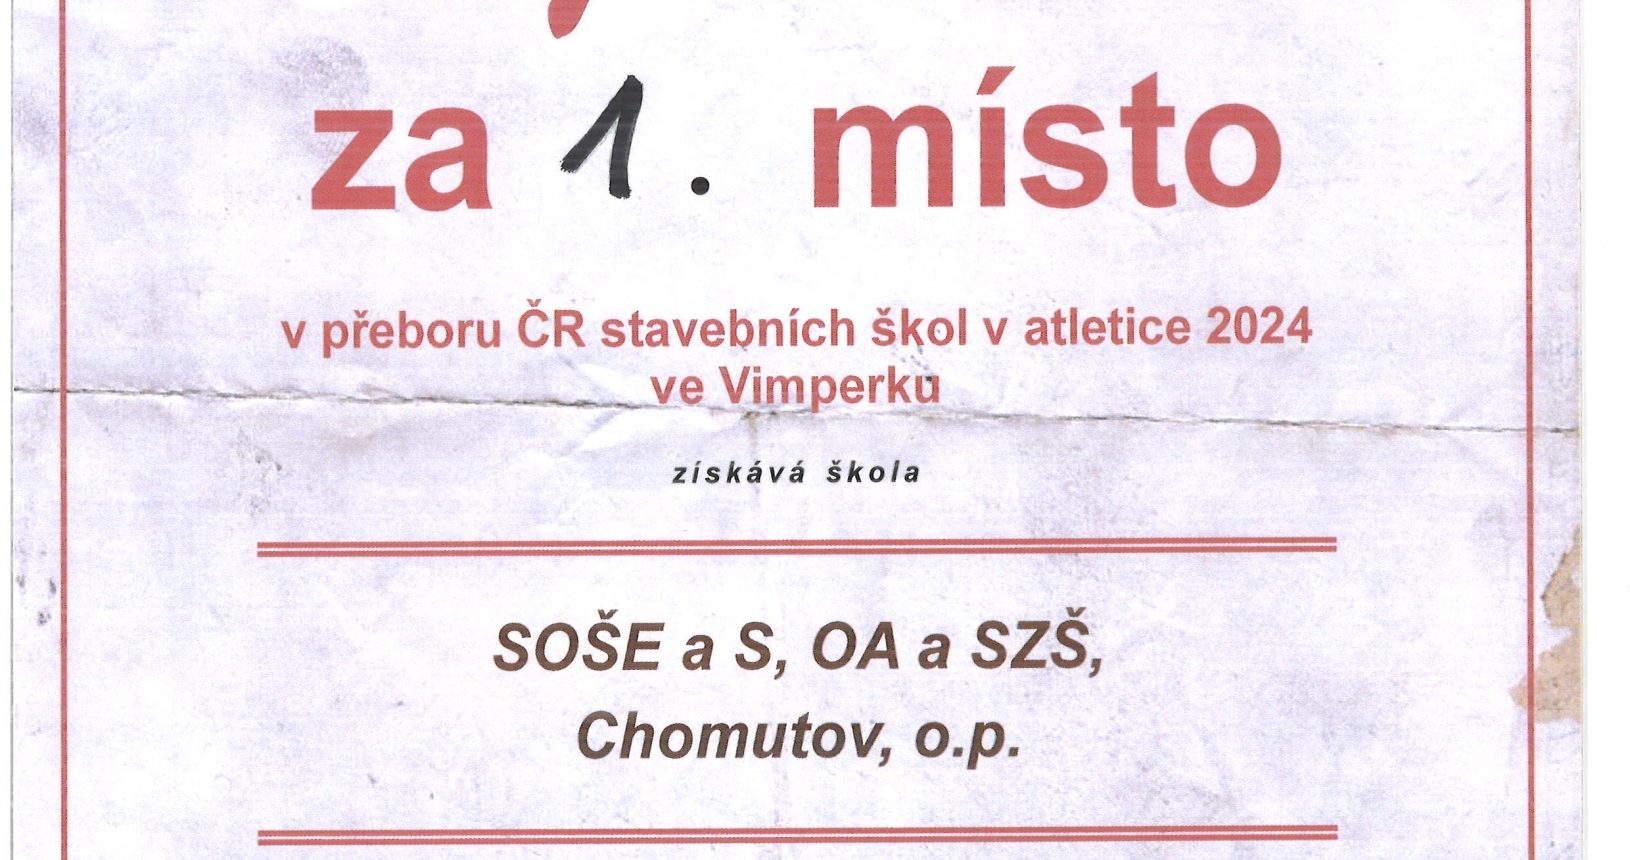 za 1. místo
v přeboru ČR stavebních škol v atletice 2024
ve Vimperku
získává škola
SOŠE a S, OA a SZŠ,
Chomutov, o.p.